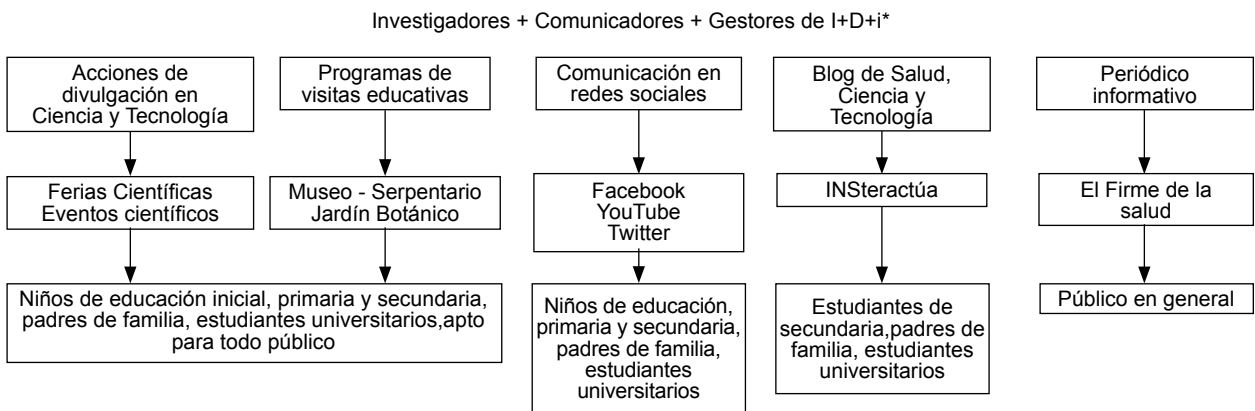 Investigadores + Comunicadores + Gestores de I+D+i*
Acciones de
divulgación en
Ciencia y Tecnología
Programas de
visitas educativas
Comunicación en
redes sociales
Blog de Salud,
Ciencia y
Tecnología
Periódico
informativo
Ferias Científicas
Eventos científicos
Museo - Serpentario
Jardín Botánico
Facebook
YouTube
Twitter
INSteractúa
El Firme de la
salud
Niños de educación inicial, primaria y secundaria,
padres de familia, estudiantes universitarios,apto
para todo público
Niños de educación,
primaria y secundaria,
padres de familia,
estudiantes
universitarios
Estudiantes de
secundaria,padres de
familia, estudiantes
universitarios
Público en general